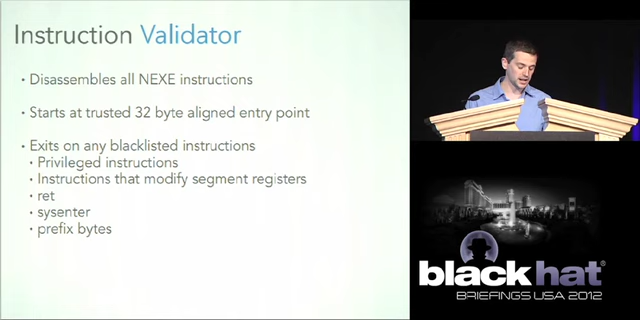 Instruction Validator
• Disassembles all NEXE instructions
• Starts at trusted 32 byte aligned entry point
• Exits on any blacklisted instructions
• Privileged instructions
• Instructions that modify segment registers
• ret
• sysenter
• prefix bytes
black hat®
BRIEFINGS USA 2012